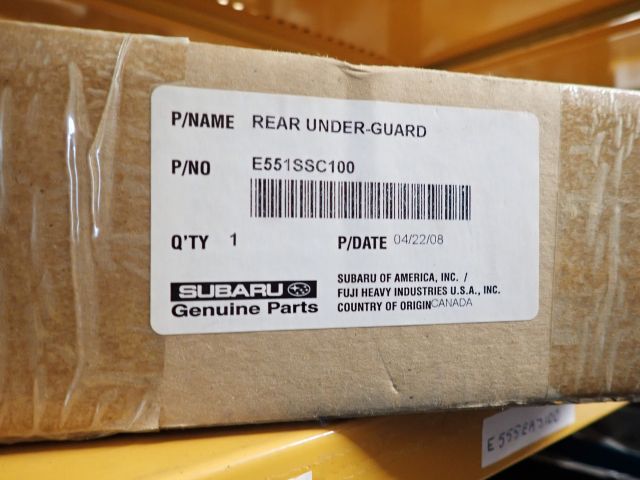 P/NAME REAR UNDER-GUARD
P/NO E551SSC100
Q'TY 1 P/DATE 04/22/08
SUBARU
Genuine Parts
SUBARU OF AMERICA, INC. /
FUJI HEAVY INDUSTRIES U.S.A., INC.
COUNTRY OF ORIGIN CANADA